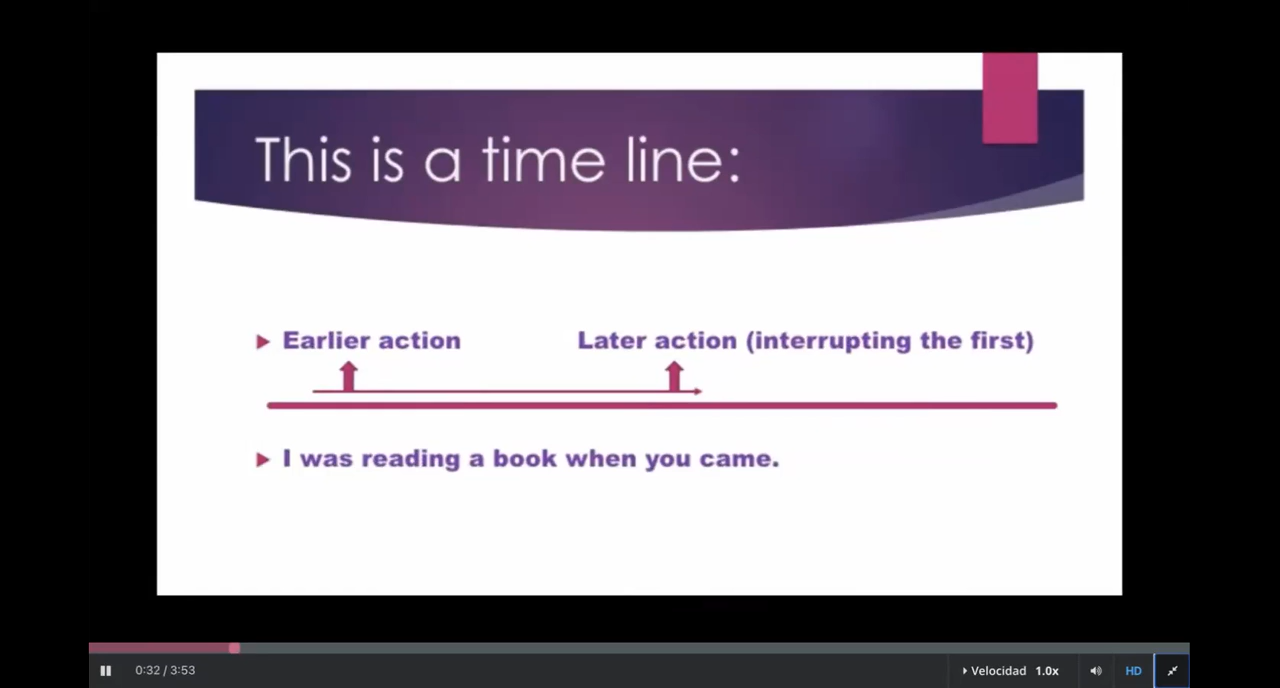 This is a time line:
Earlier action Later action (interrupting the first)
I was reading a book when you came.
0:32 / 3:53 Velocidad 1.0x HD